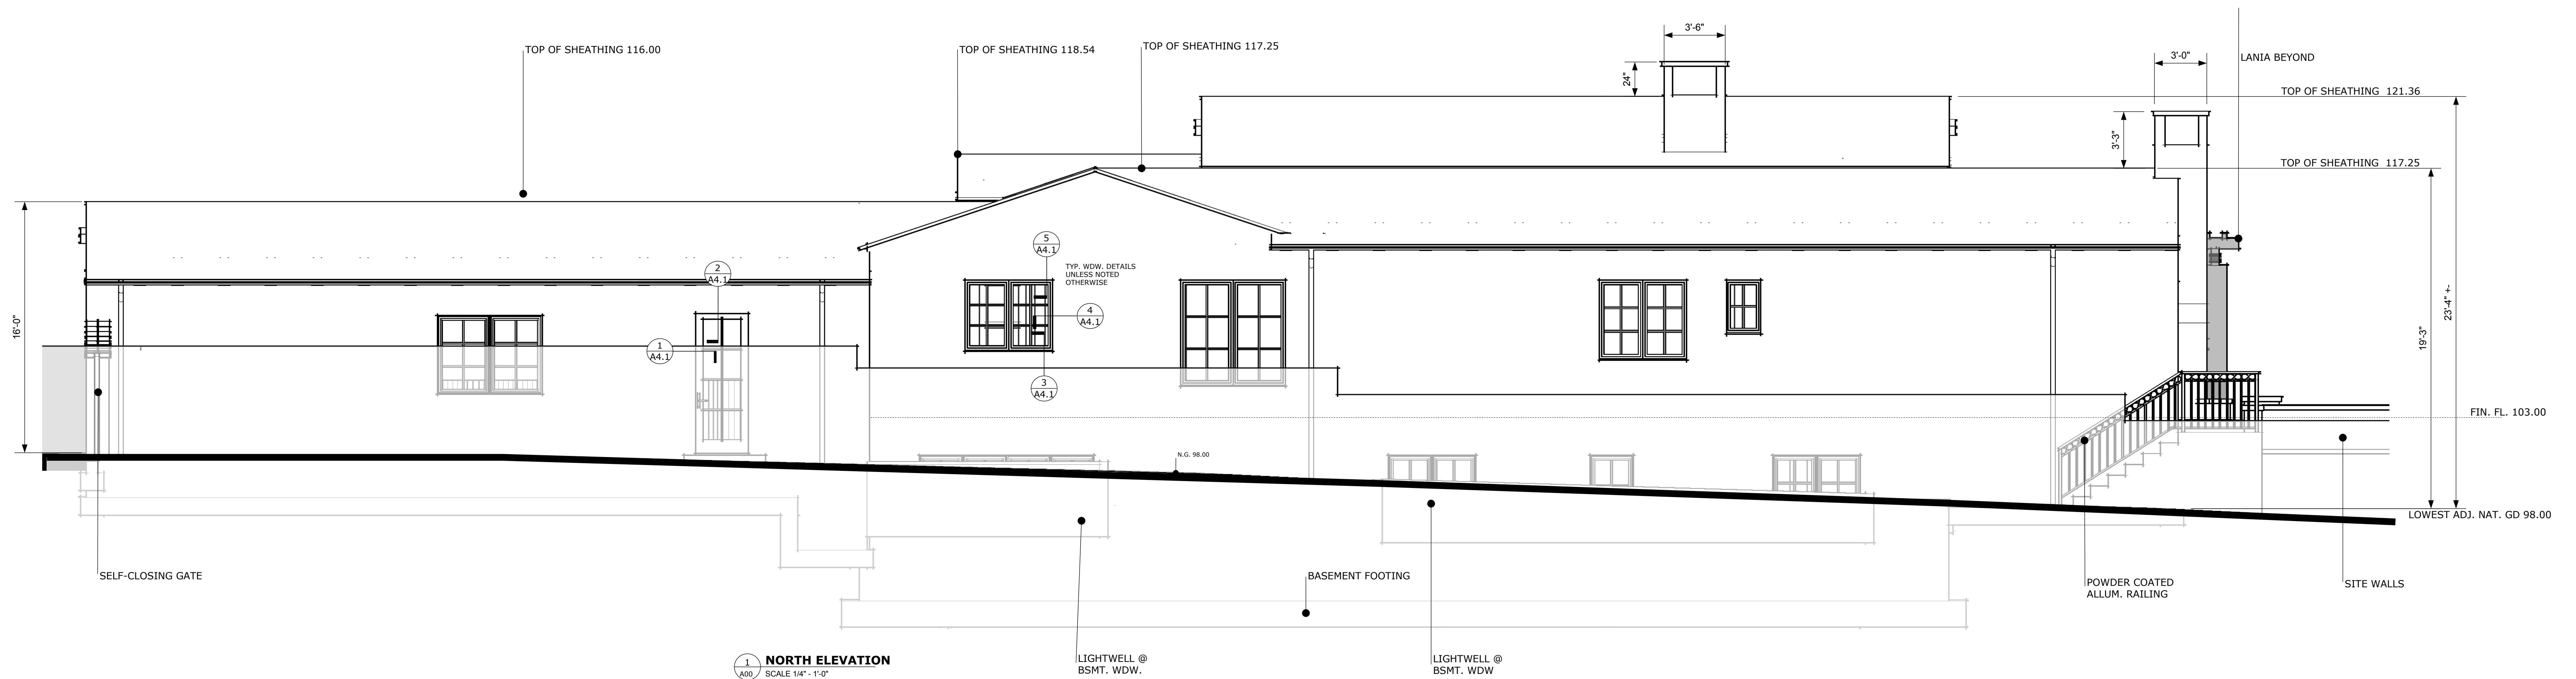 3'-6"
TOP OF SHEATHING 116.00
TOP OF SHEATHING 118.54
TOP OF SHEATHING 117.25
3'-0"
LANIA BEYOND
24"
TOP OF SHEATHING 121.36
3'-3"
TOP OF SHEATHING 117.25
5
A4.1
TYP. WDW. DETAILS
UNLESS NOTED
OTHERWISE
2
A4.1
4
A4.1
16'-0"
1
A4.1
23'-4" +-
19'-3"
3
A4.1
FIN. FL. 103.00
N.G. 98.00
LOWEST ADJ. NAT. GD 98.00
SELF-CLOSING GATE
BASEMENT FOOTING
POWDER COATED
ALLUM. RAILING
SITE WALLS
1
A00
NORTH ELEVATION
SCALE 1/4" - 1'-0"
LIGHTWELL @
BSMT. WDW.
LIGHTWELL @
BSMT. WDW